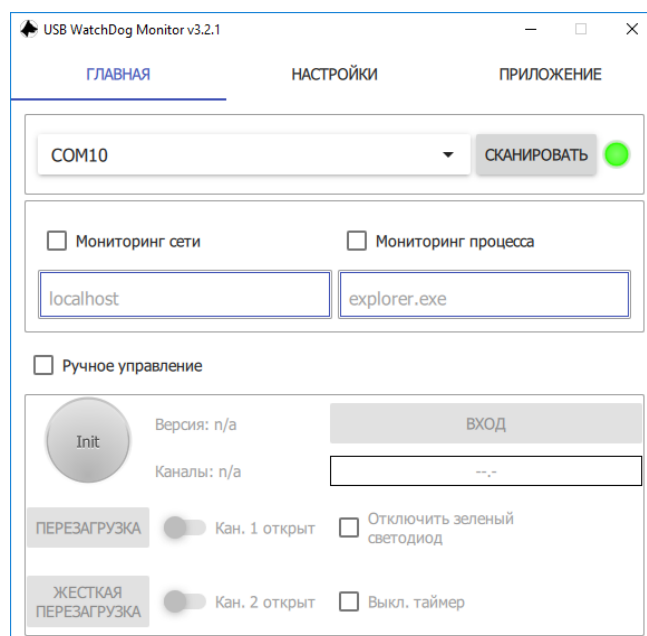 USB WatchDog Monitor v3.2.1
ГЛАВНАЯ НАСТРОЙКИ ПРИЛОЖЕНИЕ
COM10 СКАНИРОВАТЬ
Мониторинг сети Мониторинг процесса
localhost explorer.exe
Ручное управление
Init Версия: n/a ВХОД
Каналы: n/a --.-
ПЕРЕЗАГРУЗКА Кан. 1 открыт Отключить зеленый
светодиод
ЖЕСТКАЯ
ПЕРЕЗАГРУЗКА Кан. 2 открыт Выкл. таймер